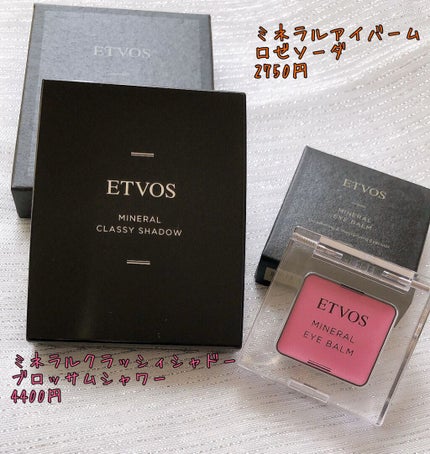 ETVOS
ミネラルアイバーム
ロゼソーダ
2750円
ETVOS
MINERAL
CLASSY SHADOW
ETVOS
MINERAL
EYE BALM
ETVOS
MINERAL
EYE BALM
ミネラルクラッシィシャドー
ブロッサムシャワー
4400円